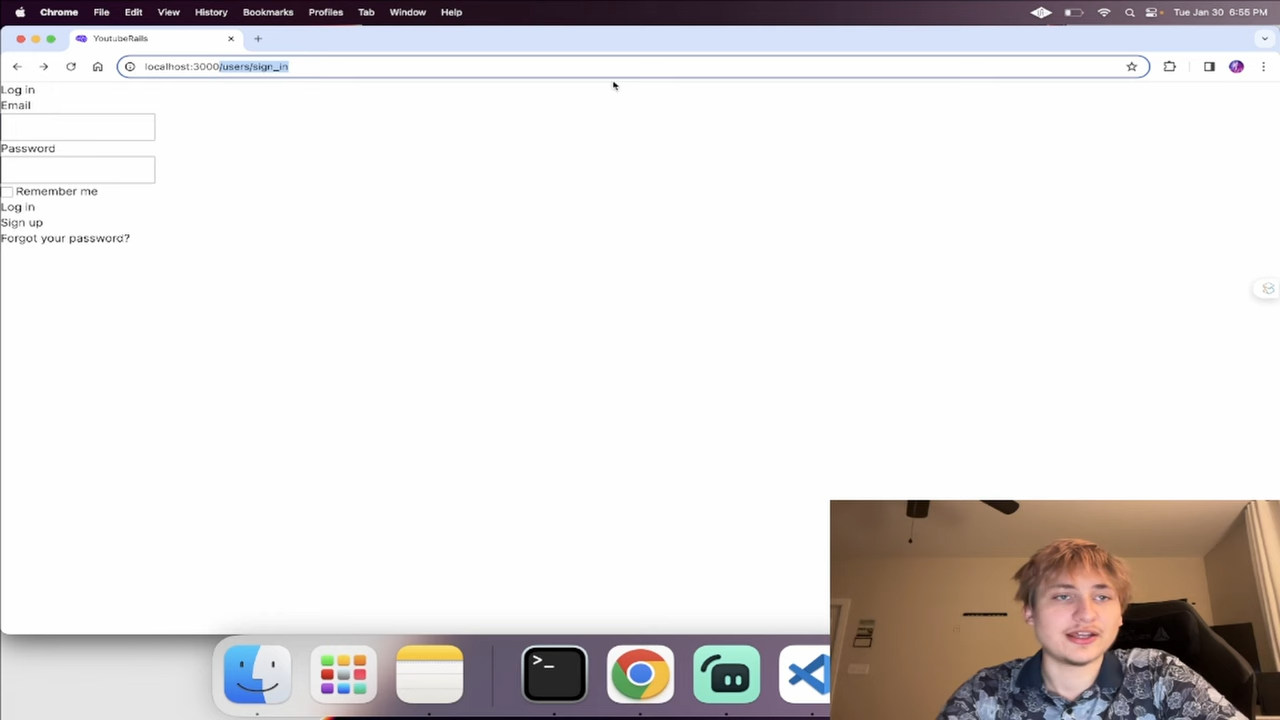 Chrome File Edit View History Bookmarks Profiles Tab Window Help Tue Jan 30 6:55 PM
YoutubeRails
localhost:3000/users/sign_in
Log in
Email
Password
Remember me
Log in
Sign up
Forgot your password?